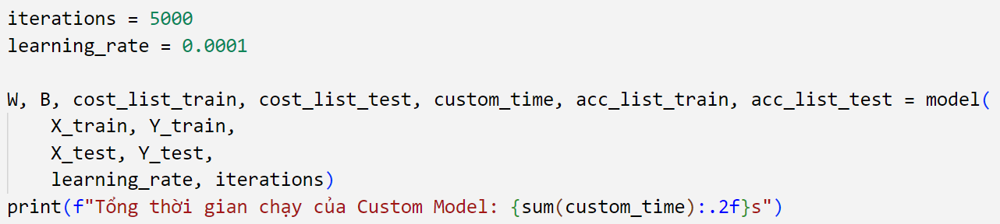 iterations = 5000
learning_rate = 0.0001

W, B, cost_list_train, cost_list_test, custom_time, acc_list_train, acc_list_test = model(
    X_train, Y_train,
    X_test, Y_test,
    learning_rate, iterations)
print(f"Tổng thời gian chạy của Custom Model: {sum(custom_time):.2f}s")